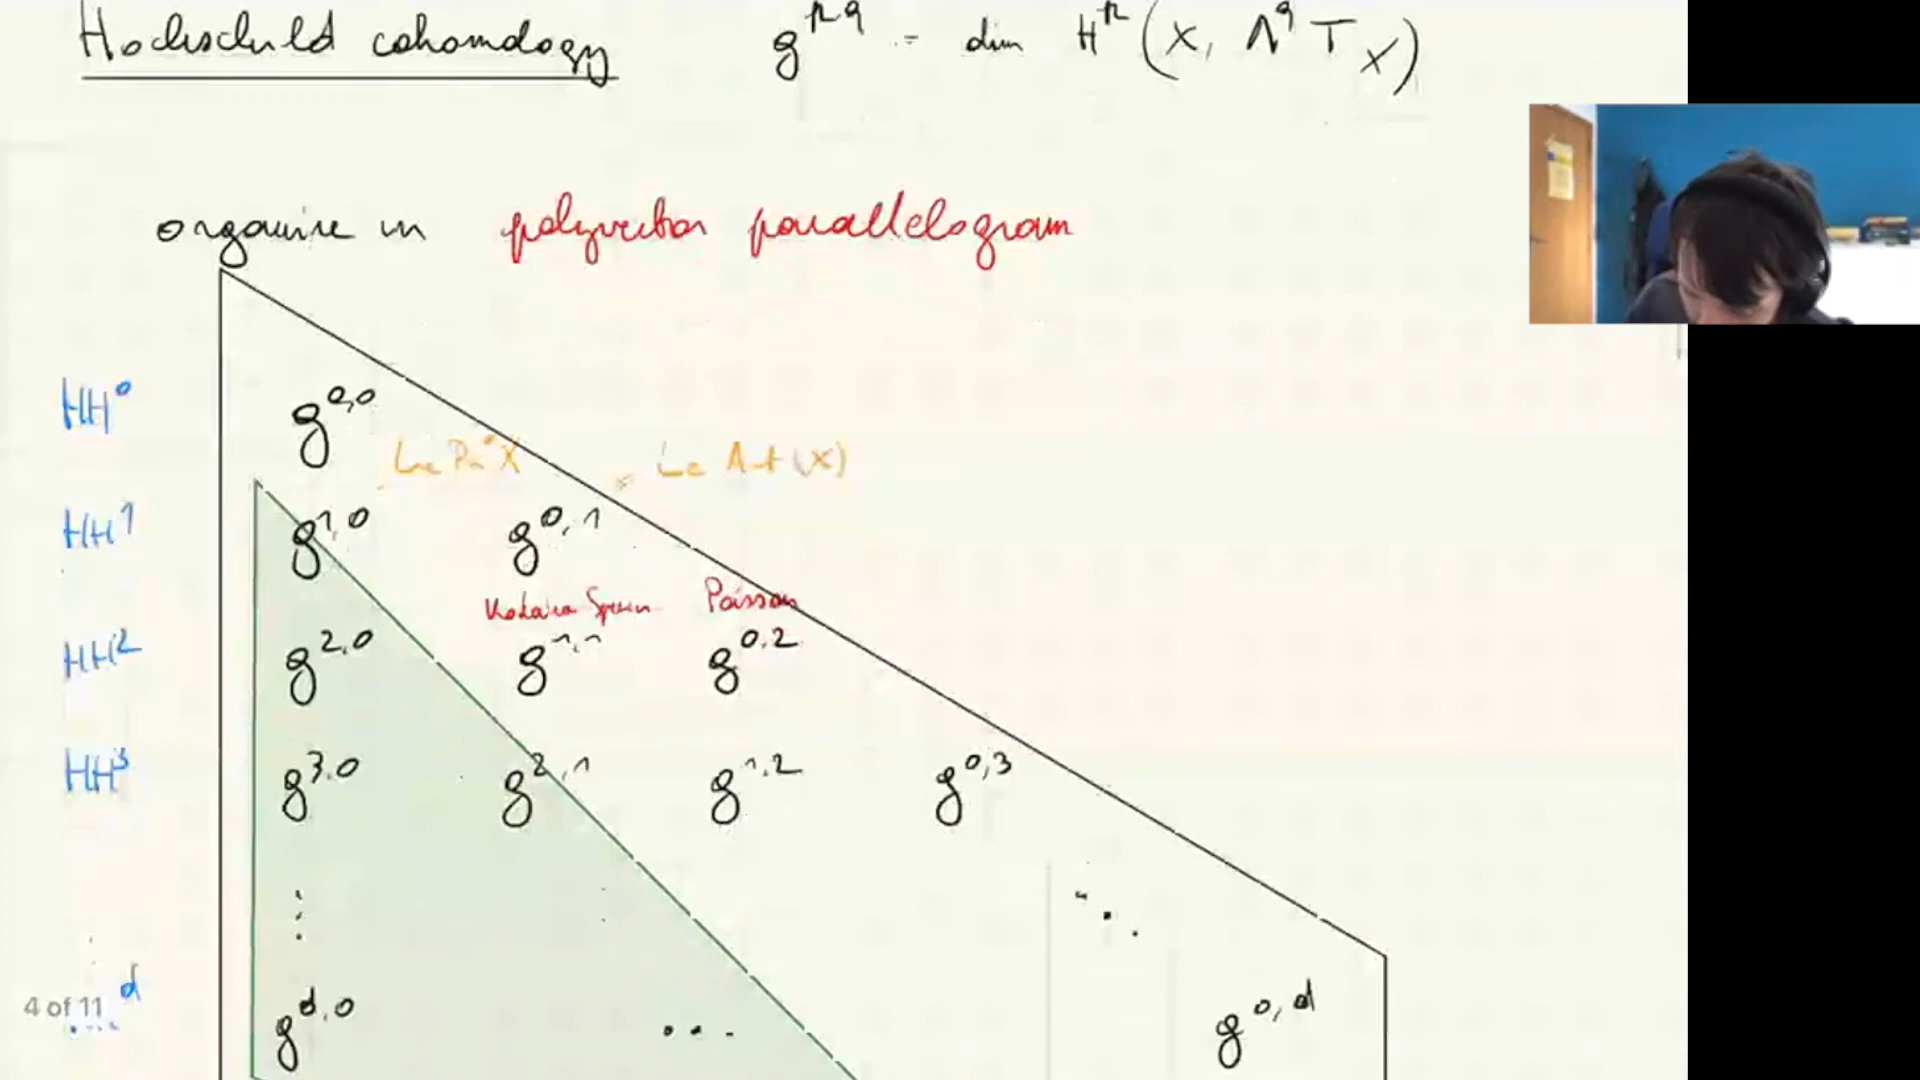 Hochschild cohomology g^{p,q} := dim H^p(X, Λ^q T_X)
organize in polyvector parallelogram
HH^0 g^{0,0}
Lie Pic^0 X Lie Aut(X)
HH^1 g^{1,0} g^{0,1}
Kodaira Spencer Poisson
HH^2 g^{2,0} g^{1,1} g^{0,2}
HH^3 g^{3,0} g^{2,1} g^{1,2} g^{0,3}
⋮ ⋱
4 of 11 d g^{d,0} ... g^{0,d}